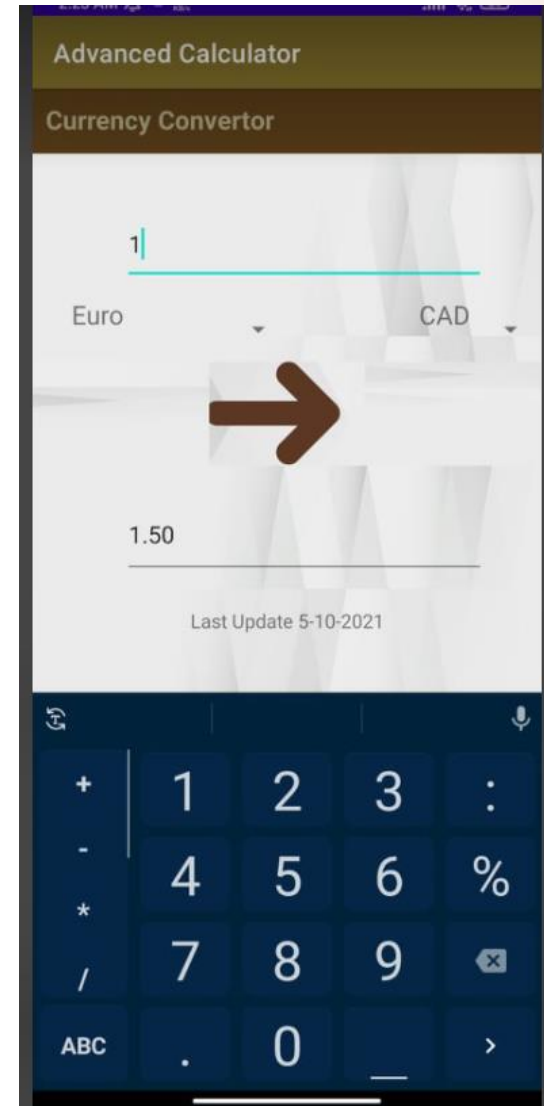 Advanced Calculator
Currency Convertor
1
Euro CAD
1.50
Last Update 5-10-2021
+ 1 2 3 :
- 4 5 6 %
*
/ 7 8 9
ABC . 0 _ >